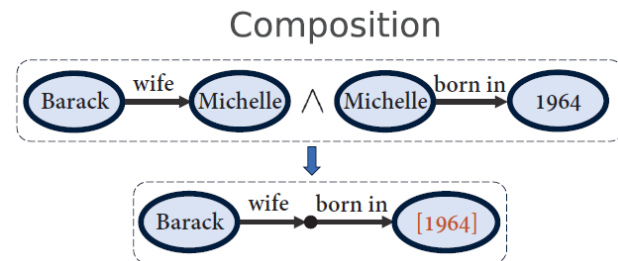 Composition
Barack wife Michelle ∧ Michelle born in 1964
Barack wife born in [1964]